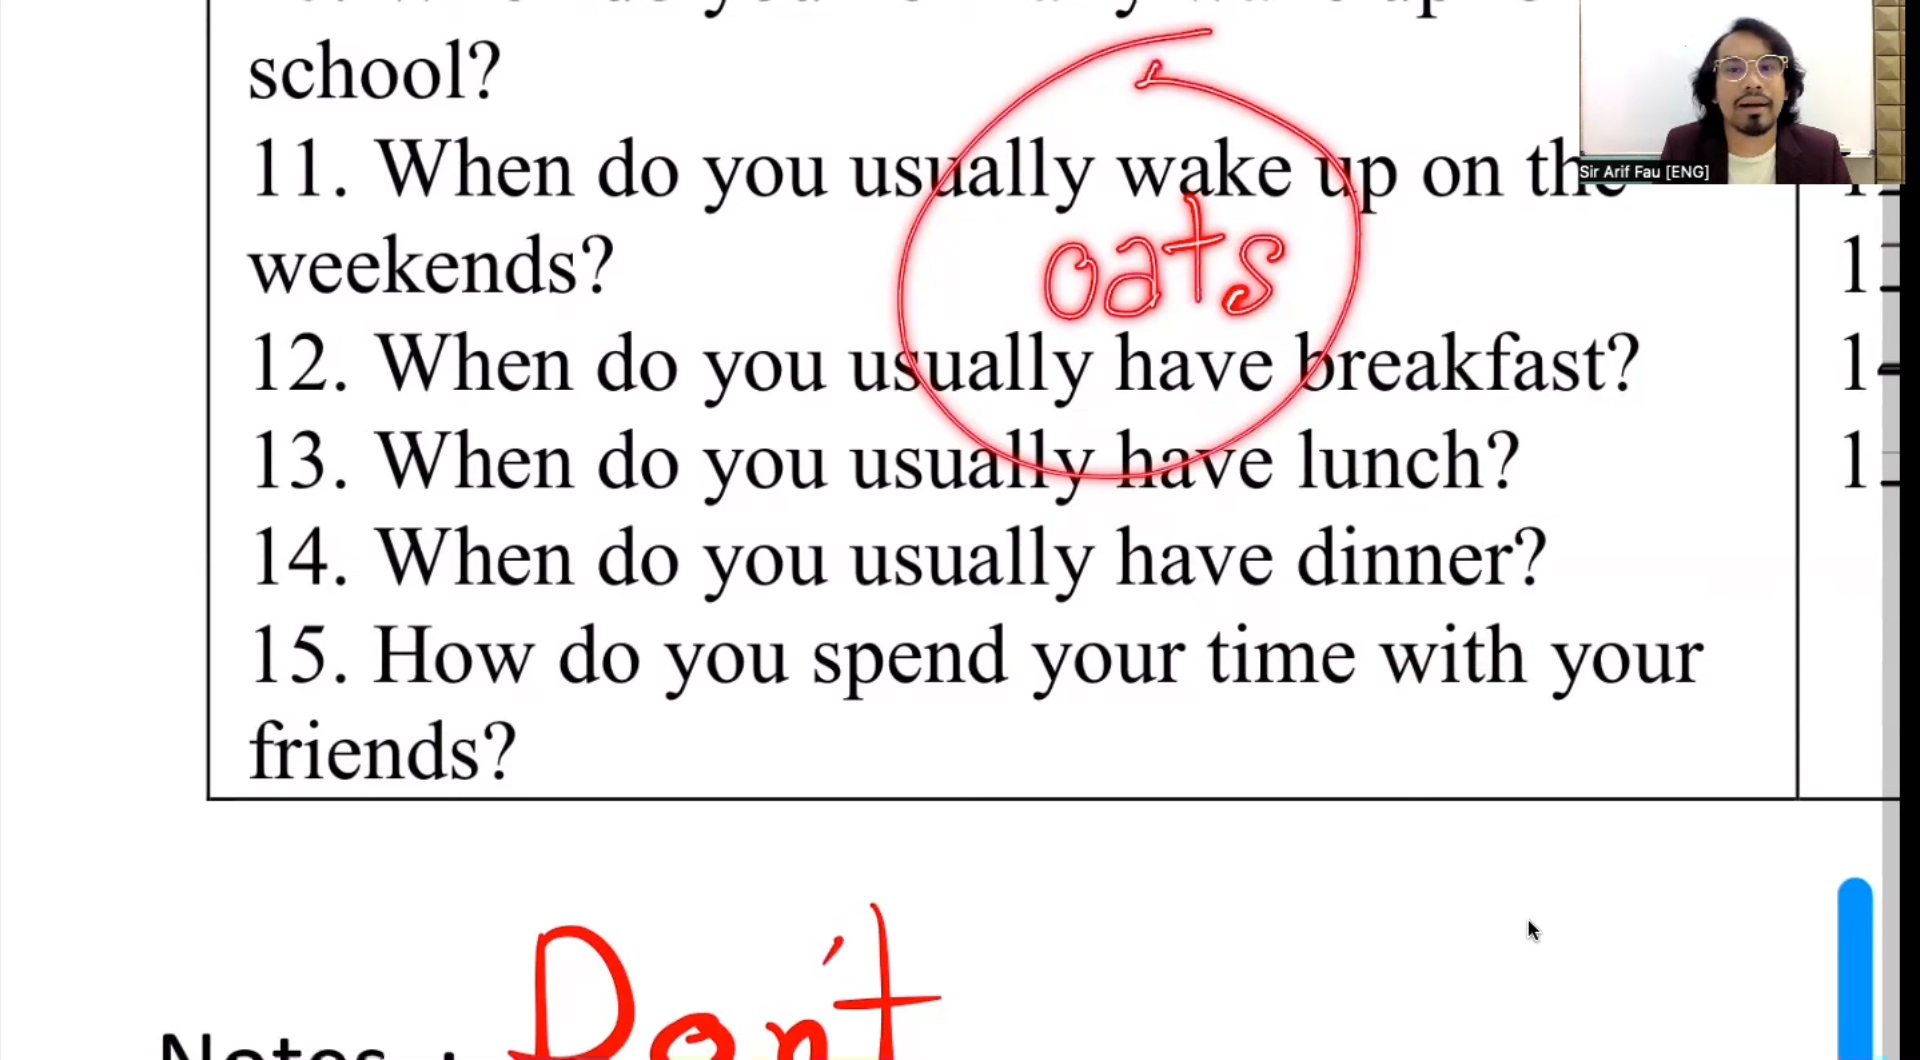 school?
11. When do you usually wake up on the
weekends?
oats
12. When do you usually have breakfast?
13. When do you usually have lunch?
14. When do you usually have dinner?
15. How do you spend your time with your
friends?
Sir Arif Fau [ENG]
Notes : Don't